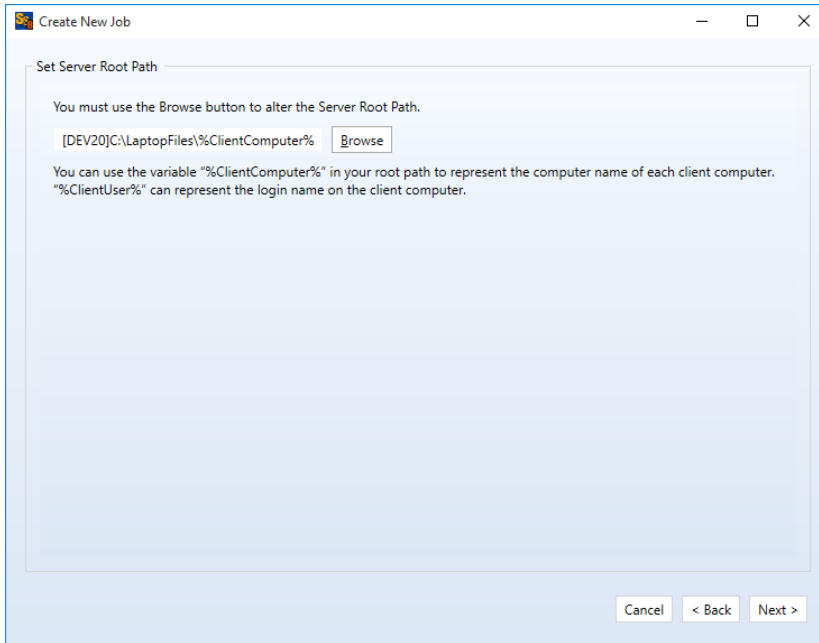 Create New Job
Set Server Root Path
You must use the Browse button to alter the Server Root Path.
[DEV20]C:\LaptopFiles\%ClientComputer%
Browse
You can use the variable "%ClientComputer%" in your root path to represent the computer name of each client computer.
"%ClientUser%" can represent the login name on the client computer.
Cancel
< Back
Next >